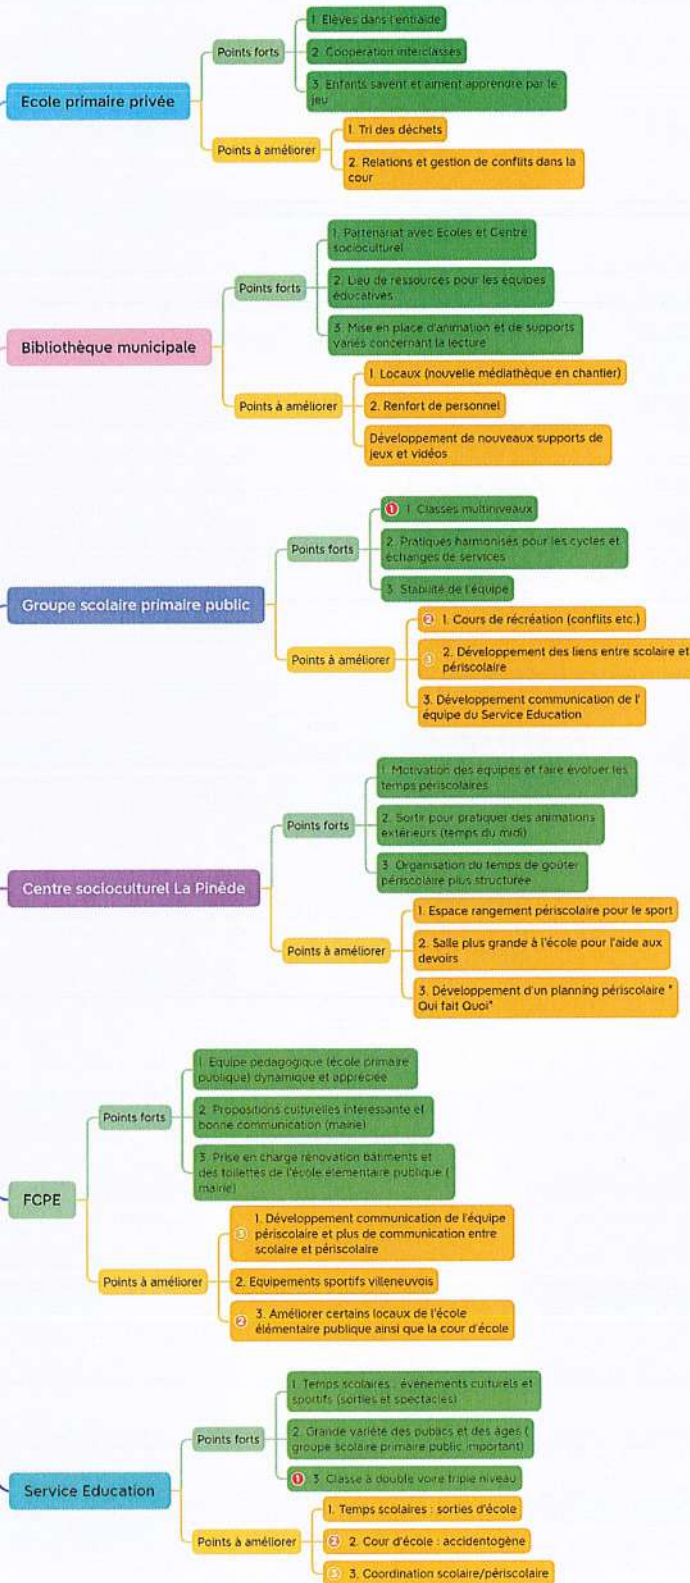 Ecole primaire privée
Points forts
1. Elèves dans l'entraide
2. Coopération interclasses
3. Enfants savent et aiment apprendre par le
jeu
Points à améliorer
1. Tri des déchets
2. Relations et gestion de conflits dans la
cour
Bibliothèque municipale
Points forts
1. Partenariat avec Ecoles et Centre
socioculturel
2. Lieu de ressources pour les équipes
éducatives
3. Mise en place d'animation et de supports
variés concernant la lecture
Points à améliorer
1. Locaux (nouvelle médiathèque en chantier)
2. Renfort de personnel
Développement de nouveaux supports de
jeux et vidéos
Groupe scolaire primaire public
Points forts
1 1. Classes multiniveaux
2. Pratiques harmonisés pour les cycles et
échanges de services
3. Stabilité de l'équipe
Points à améliorer
2 1. Cours de récréation (conflits etc.)
3 2. Développement des liens entre scolaire et
périscolaire
3. Développement communication de l'
équipe du Service Education
Centre socioculturel La Pinède
Points forts
1. Motivation des équipes et faire évoluer les
temps périscolaires
2. Sortir pour pratiquer des animations
extérieurs (temps du midi)
3. Organisation du temps de goûter
périscolaire plus structurée
Points à améliorer
1. Espace rangement périscolaire pour le sport
2. Salle plus grande à l'école pour l'aide aux
devoirs
3. Développement d'un planning périscolaire "
Qui fait Quoi"
FCPE
Points forts
1. Equipe pedagogique (école primaire
publique) dynamique et appréciée
2. Propositions culturelles intéressante et
bonne communication (mairie)
3. Prise en charge rénovation bâtiments et
des toilettes de l'école élémentaire publique (
mairie)
Points à améliorer
3 1. Développement communication de l'équipe
périscolaire et plus de communication entre
scolaire et périscolaire
2. Equipements sportifs villeneuvois
2 3. Améliorer certains locaux de l'école
élémentaire publique ainsi que la cour d'école
Service Education
Points forts
1. Temps scolaires : événements culturels et
sportifs (sorties et spectacles)
2. Grande variété des publics et des âges (
groupe scolaire primaire public important)
1 3. Classe à double voire triple niveau
Points à améliorer
1. Temps scolaires : sorties d'école
2 2. Cour d'école : accidentogène
3 3. Coordination scolaire/périscolaire